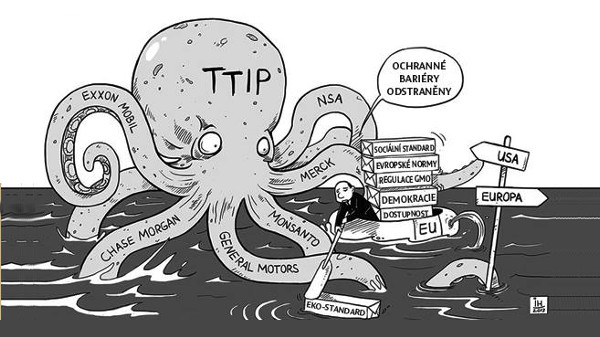 OCHRANNÉ
BARIÉRY
ODSTRANĚNY
TTIP
EXXON MOBIL
NSA
MERCK
SOCIÁLNÍ STANDARD
EVROPSKÉ NORMY
REGULACE GMO
DEMOKRACIE
DOSTUPNOST
EU
USA
EUROPA
CHASE MORGAN
GENERAL MOTORS
MONSANTO
EKO-STANDARD